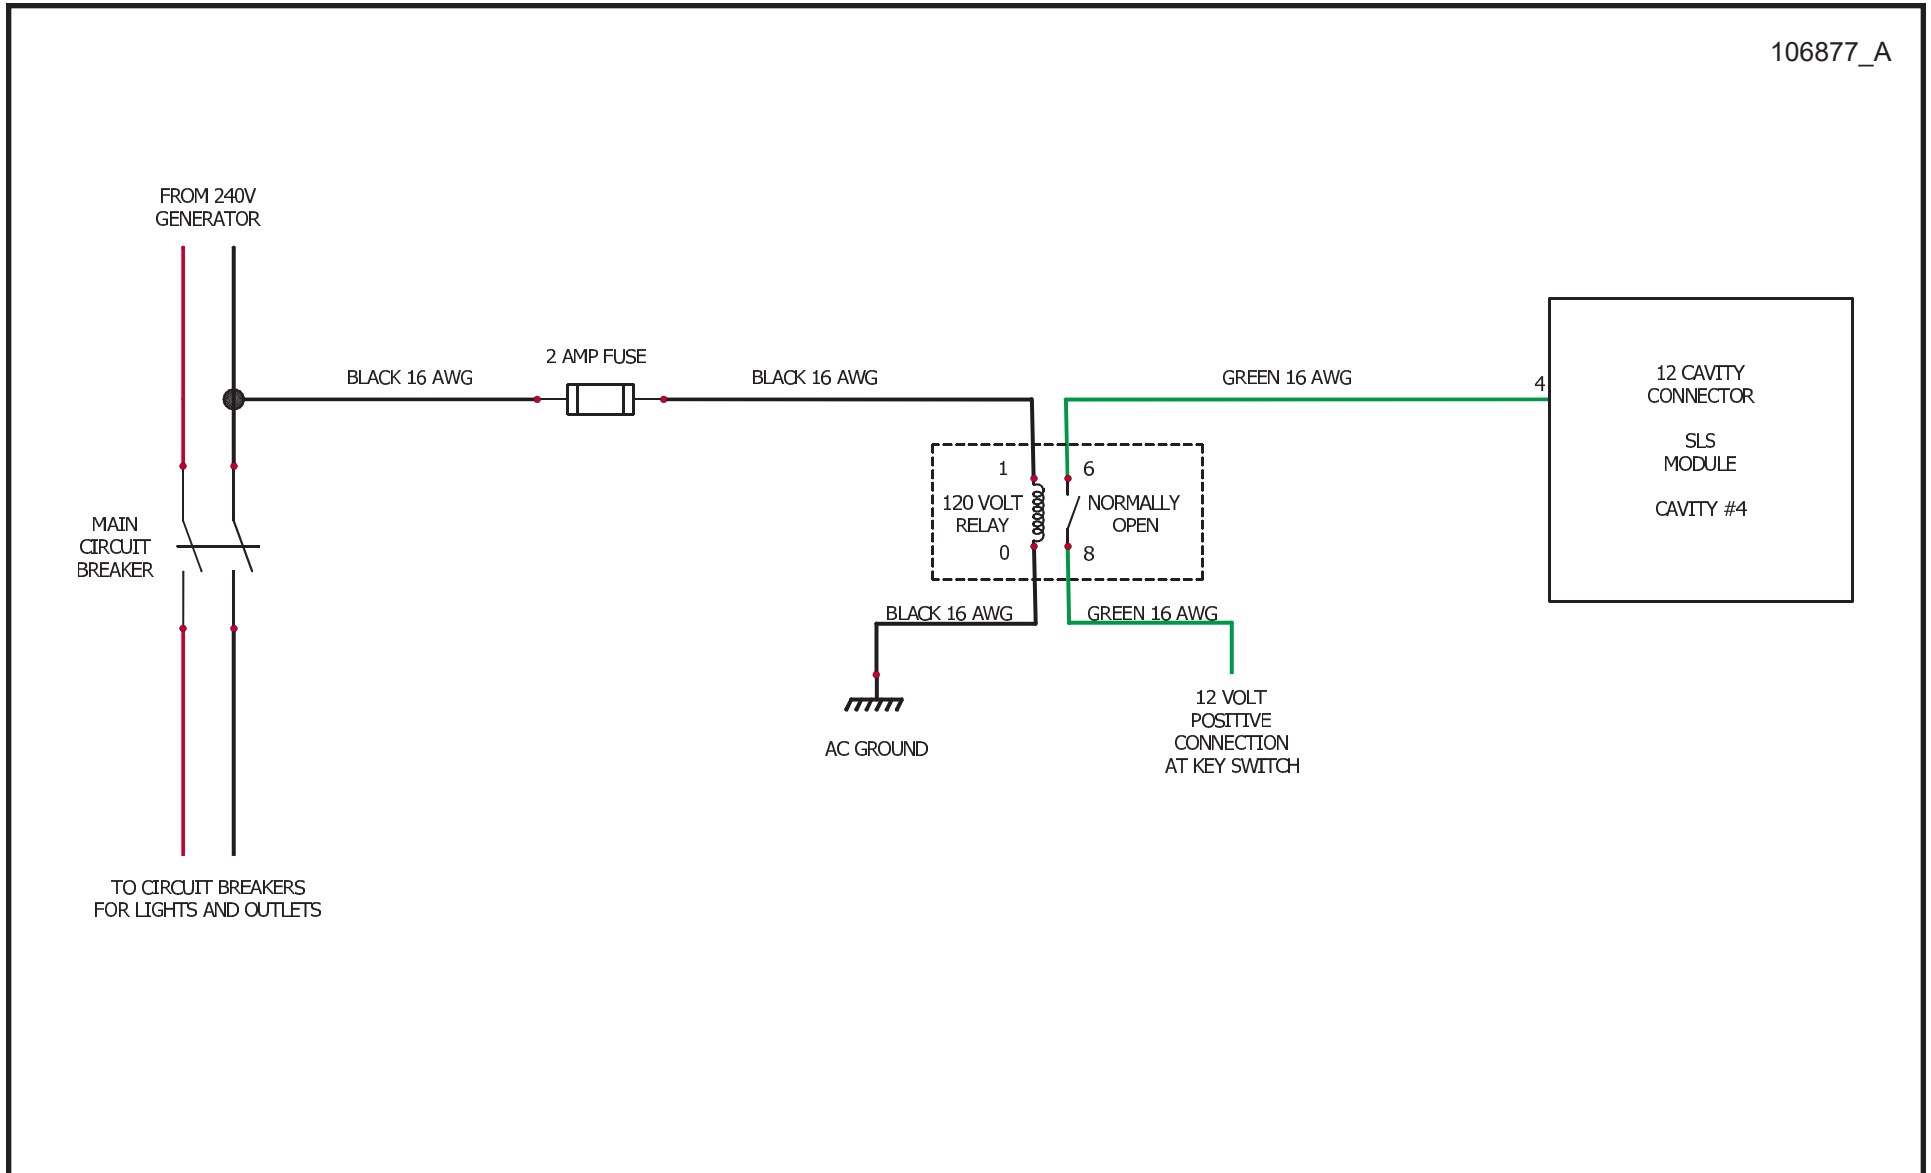 106877_A
FROM 240V
GENERATOR
2 AMP FUSE
BLACK 16 AWG
BLACK 16 AWG
GREEN 16 AWG
4
12 CAVITY
CONNECTOR
SLS
MODULE
CAVITY #4
1
6
120 VOLT
RELAY
NORMALLY
OPEN
0
8
MAIN
CIRCUIT
BREAKER
BLACK 16 AWG
GREEN 16 AWG
AC GROUND
12 VOLT
POSITIVE
CONNECTION
AT KEY SWITCH
TO CIRCUIT BREAKERS
FOR LIGHTS AND OUTLETS